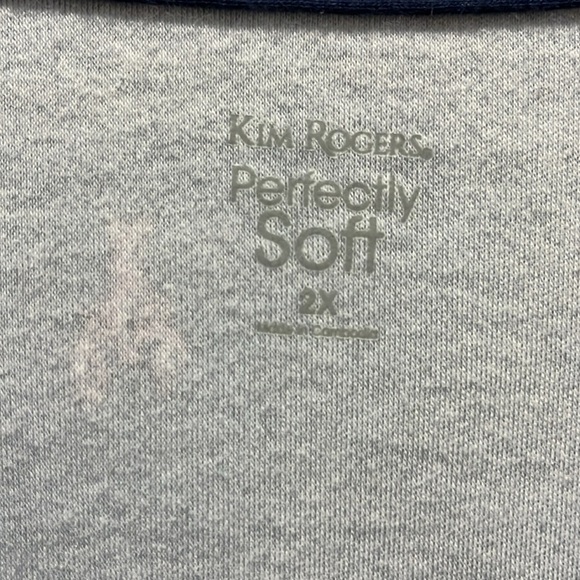 KIM ROGERS®
Perfectly
Soft
2X
Made in Cambodia